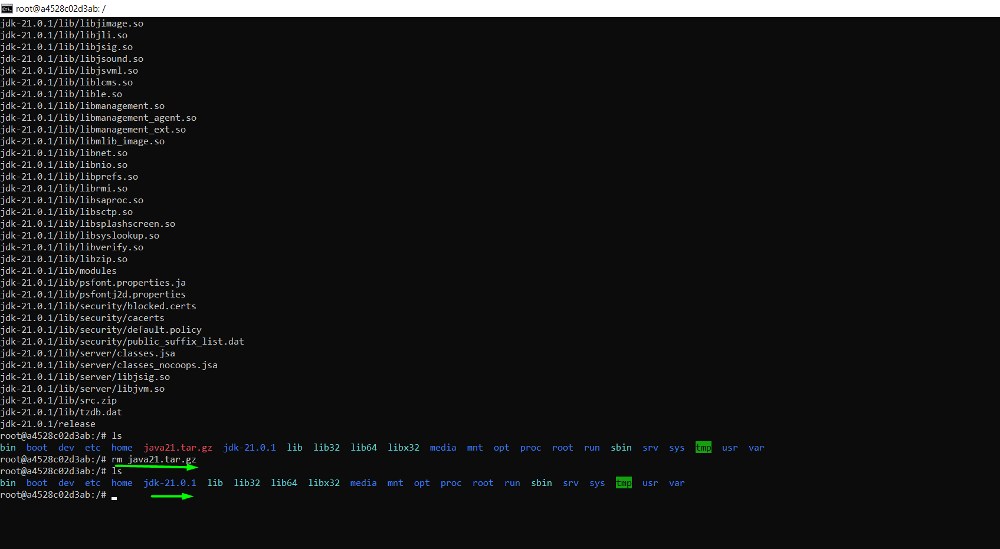 root@a4528c02d3ab: /
jdk-21.0.1/lib/libjimage.so
jdk-21.0.1/lib/libjli.so
jdk-21.0.1/lib/libjsig.so
jdk-21.0.1/lib/libjsound.so
jdk-21.0.1/lib/libjsvml.so
jdk-21.0.1/lib/liblcms.so
jdk-21.0.1/lib/lible.so
jdk-21.0.1/lib/libmanagement.so
jdk-21.0.1/lib/libmanagement_agent.so
jdk-21.0.1/lib/libmanagement_ext.so
jdk-21.0.1/lib/libmlib_image.so
jdk-21.0.1/lib/libnet.so
jdk-21.0.1/lib/libnio.so
jdk-21.0.1/lib/libprefs.so
jdk-21.0.1/lib/librmi.so
jdk-21.0.1/lib/libsaproc.so
jdk-21.0.1/lib/libsctp.so
jdk-21.0.1/lib/libsplashscreen.so
jdk-21.0.1/lib/libsyslookup.so
jdk-21.0.1/lib/libverify.so
jdk-21.0.1/lib/libzip.so
jdk-21.0.1/lib/modules
jdk-21.0.1/lib/psfont.properties.ja
jdk-21.0.1/lib/psfontj2d.properties
jdk-21.0.1/lib/security/blocked.certs
jdk-21.0.1/lib/security/cacerts
jdk-21.0.1/lib/security/default.policy
jdk-21.0.1/lib/security/public_suffix_list.dat
jdk-21.0.1/lib/server/classes.jsa
jdk-21.0.1/lib/server/classes_nocoops.jsa
jdk-21.0.1/lib/server/libjsig.so
jdk-21.0.1/lib/server/libjvm.so
jdk-21.0.1/lib/src.zip
jdk-21.0.1/lib/tzdb.dat
jdk-21.0.1/release
root@a4528c02d3ab:/# ls
bin  boot  dev  etc  home  java21.tar.gz  jdk-21.0.1  lib  lib32  lib64  libx32  media  mnt  opt  proc  root  run  sbin  srv  sys  tmp  usr  var
root@a4528c02d3ab:/# rm java21.tar.gz
root@a4528c02d3ab:/# ls
bin  boot  dev  etc  home  jdk-21.0.1  lib  lib32  lib64  libx32  media  mnt  opt  proc  root  run  sbin  srv  sys  tmp  usr  var
root@a4528c02d3ab:/#